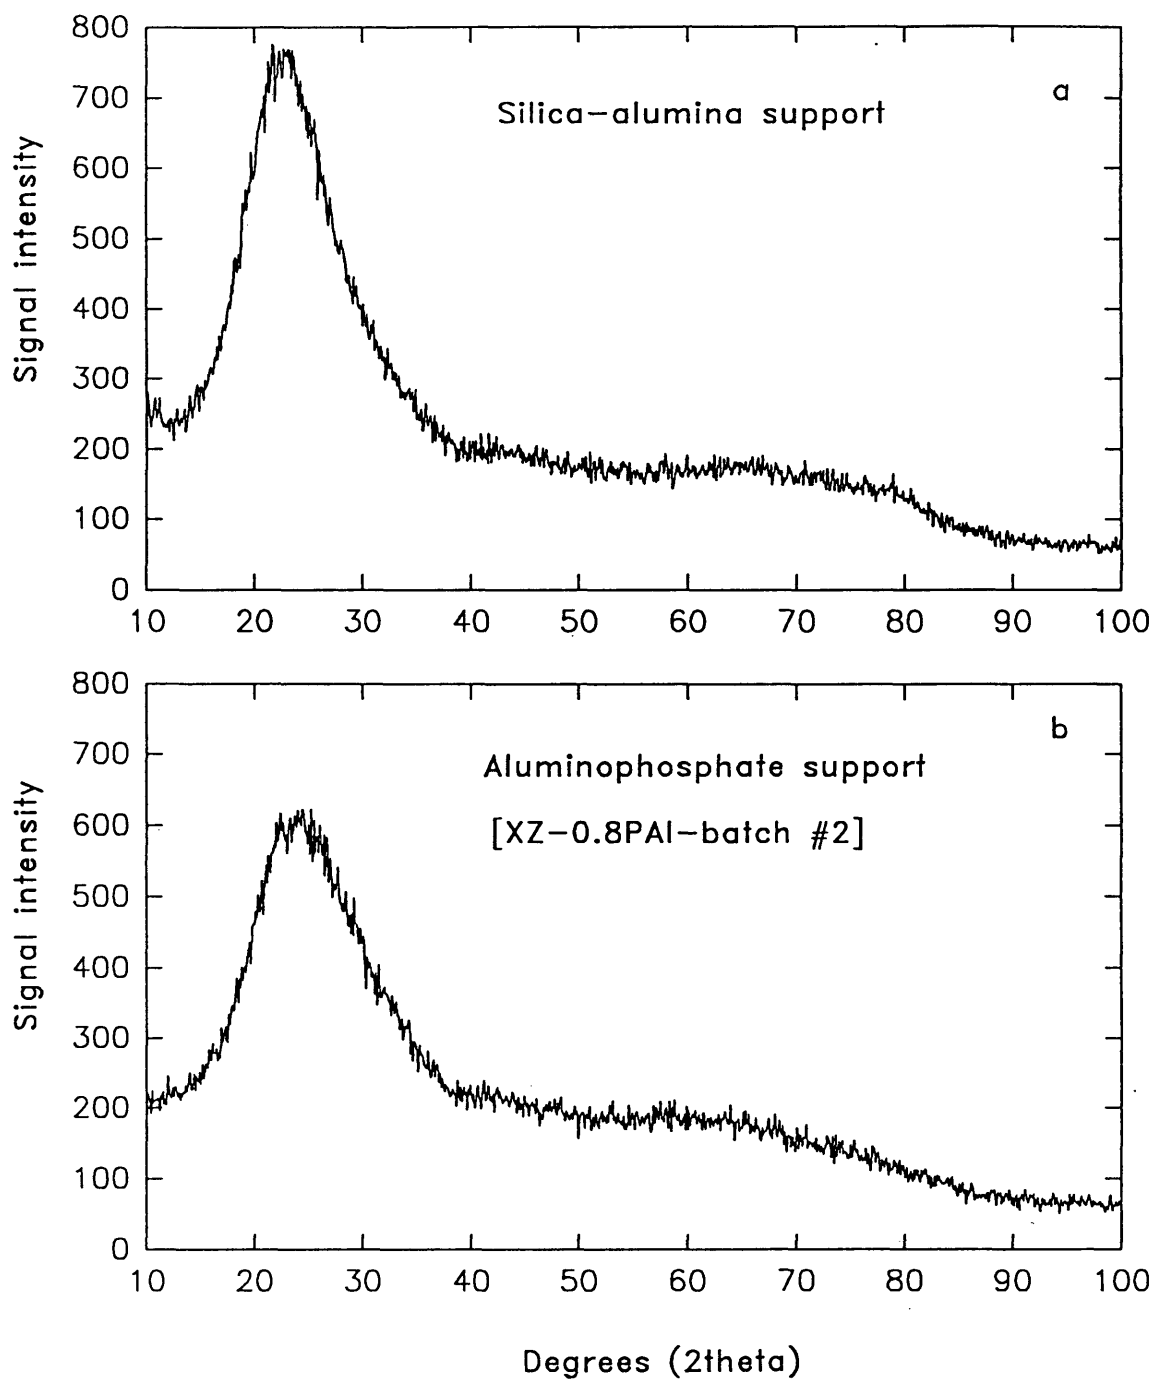 800
700
600
500
400
300
200
100
0
Signal intensity
Silica-alumina support
a
10 20 30 40 50 60 70 80 90 100
800
700
600
500
400
300
200
100
0
Signal intensity
b
Aluminophosphate support
[XZ-0.8PAl-batch #2]
10 20 30 40 50 60 70 80 90 100
Degrees (2theta)